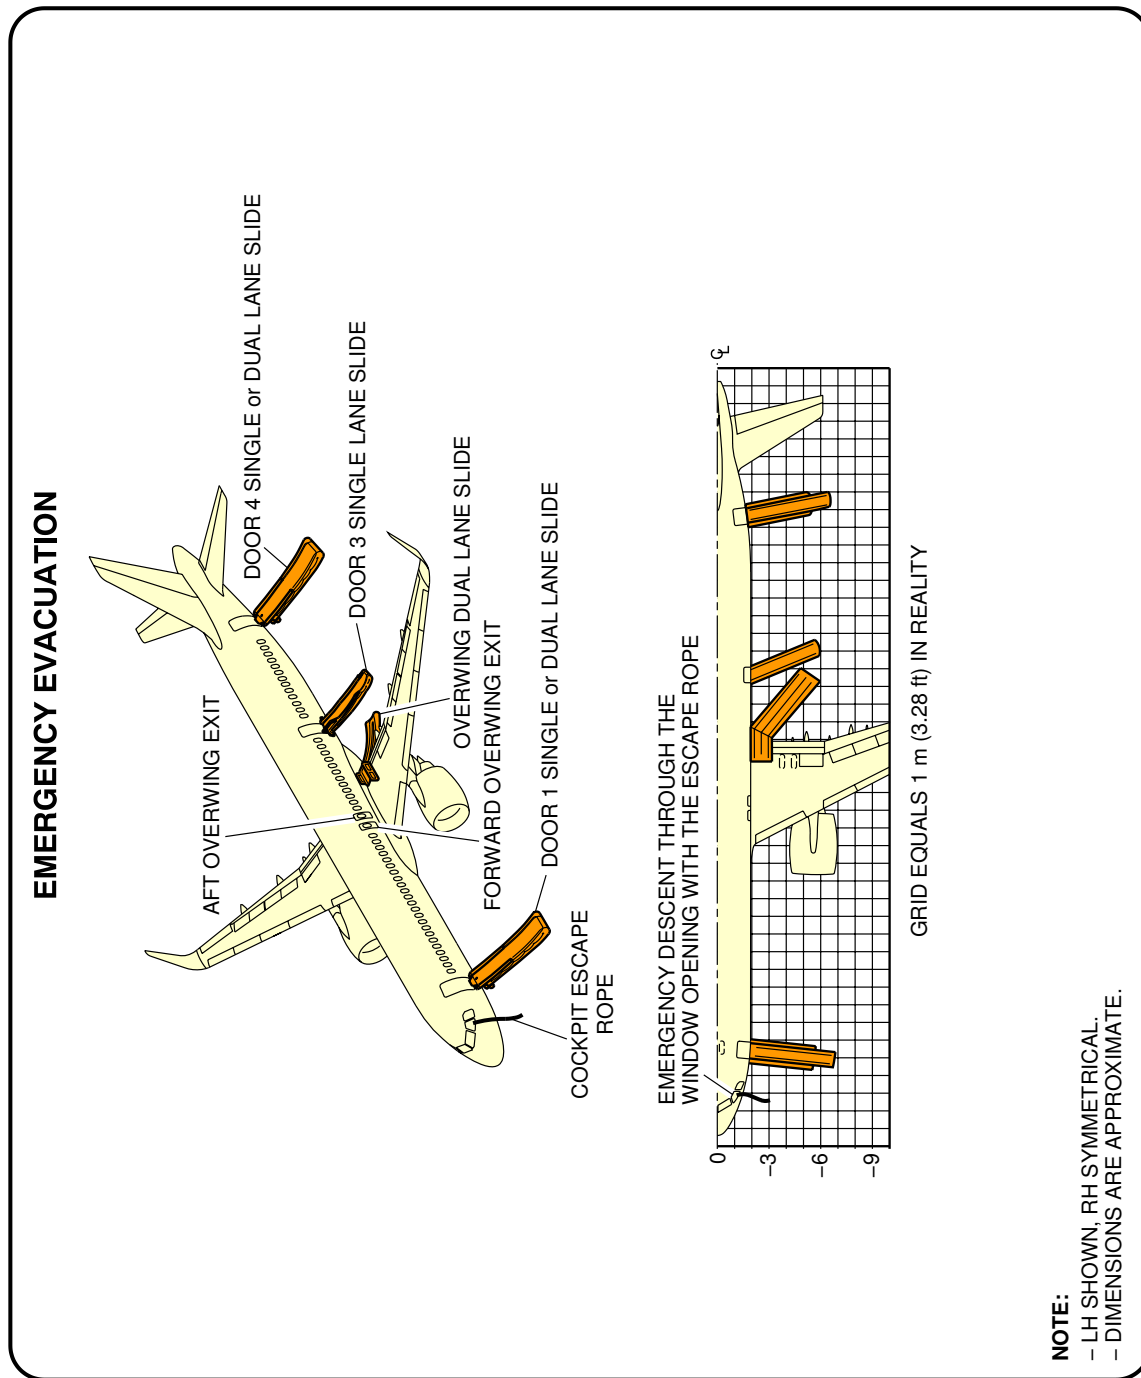 EMERGENCY EVACUATION
DOOR 4 SINGLE or DUAL LANE SLIDE
DOOR 3 SINGLE LANE SLIDE
AFT OVERWING EXIT
OVERWING DUAL LANE SLIDE
FORWARD OVERWING EXIT
DOOR 1 SINGLE or DUAL LANE SLIDE
COCKPIT ESCAPE
ROPE
EMERGENCY DESCENT THROUGH THE
WINDOW OPENING WITH THE ESCAPE ROPE
CL
0
–3
–6
–9
GRID EQUALS 1 m (3.28 ft) IN REALITY
NOTE:
– LH SHOWN, RH SYMMETRICAL.
– DIMENSIONS ARE APPROXIMATE.